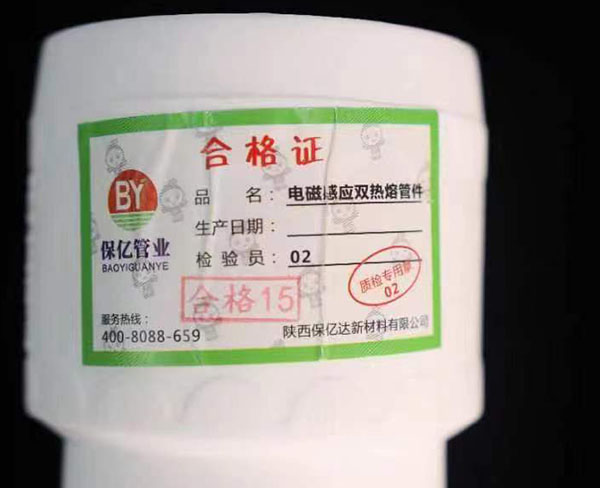 合格证
BY
保亿管业
BAOYIGUANYE
品 名: 电磁感应双热熔管件
生产日期:
检验员: 02
合格15
质检专用章
02
服务热线:
400-8088-659
陕西保亿达新材料有限公司